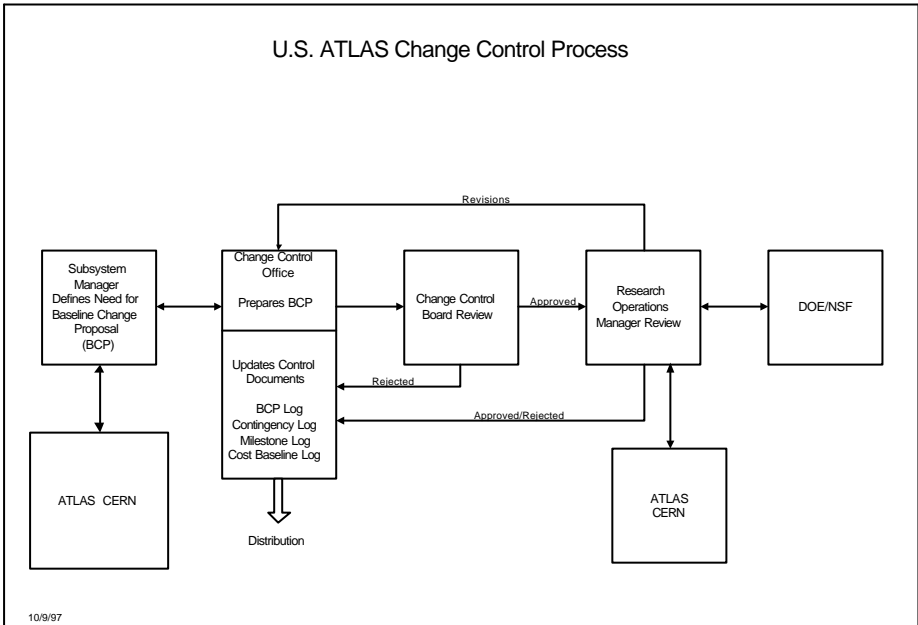 U.S. ATLAS Change Control Process
Revisions
Subsystem
Manager
Defines Need for
Baseline Change
Proposal
(BCP)
Change Control
Office
Prepares BCP
Updates Control
Documents
BCP Log
Contingency Log
Milestone Log
Cost Baseline Log
Distribution
Change Control
Board Review
Approved
Rejected
Approved/Rejected
Research
Operations
Manager Review
DOE/NSF
ATLAS CERN
ATLAS
CERN
10/9/97